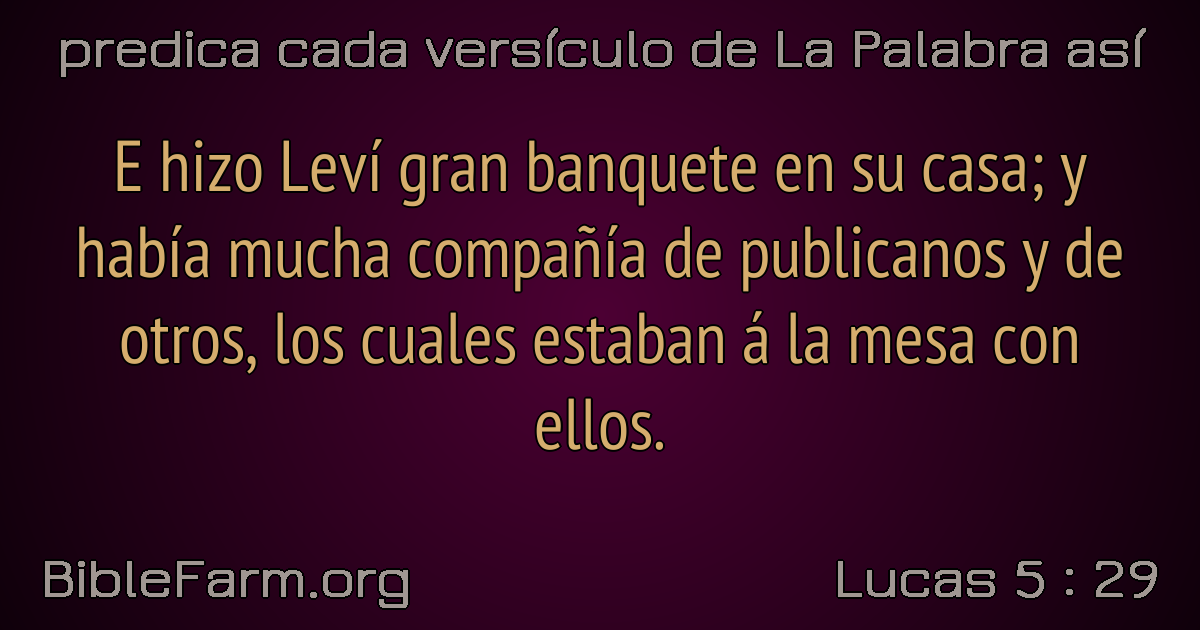 predica cada versículo de La Palabra así
E hizo Leví gran banquete en su casa; y
había mucha compañía de publicanos y de
otros, los cuales estaban á la mesa con
ellos.
BibleFarm.org
Lucas 5 : 29